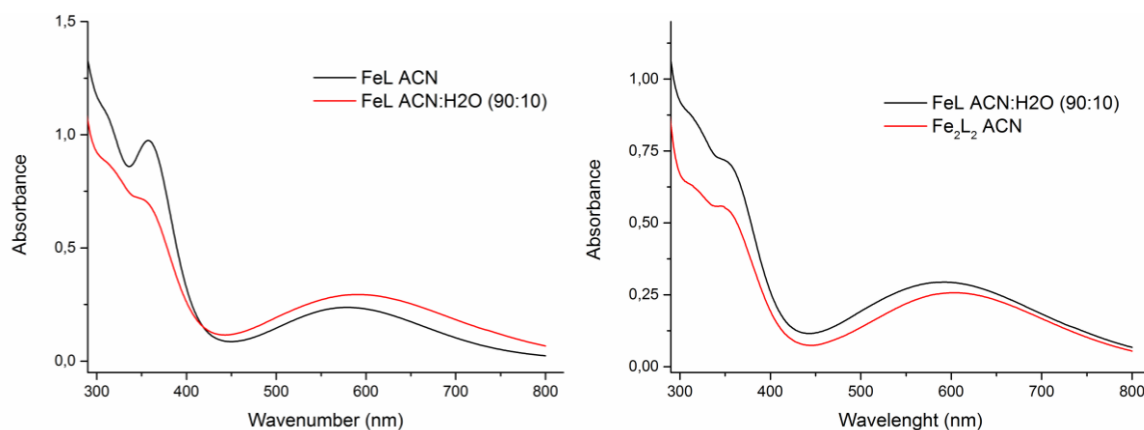 1,5
1,0
0,5
0,0
Absorbance
FeL ACN
FeL ACN:H2O (90:10)
300 400 500 600 700 800
Wavenumber (nm)
1,00
0,75
0,50
0,25
0,00
Absorbance
FeL ACN:H2O (90:10)
Fe₂L₂ ACN
300 400 500 600 700 800
Wavelenght (nm)